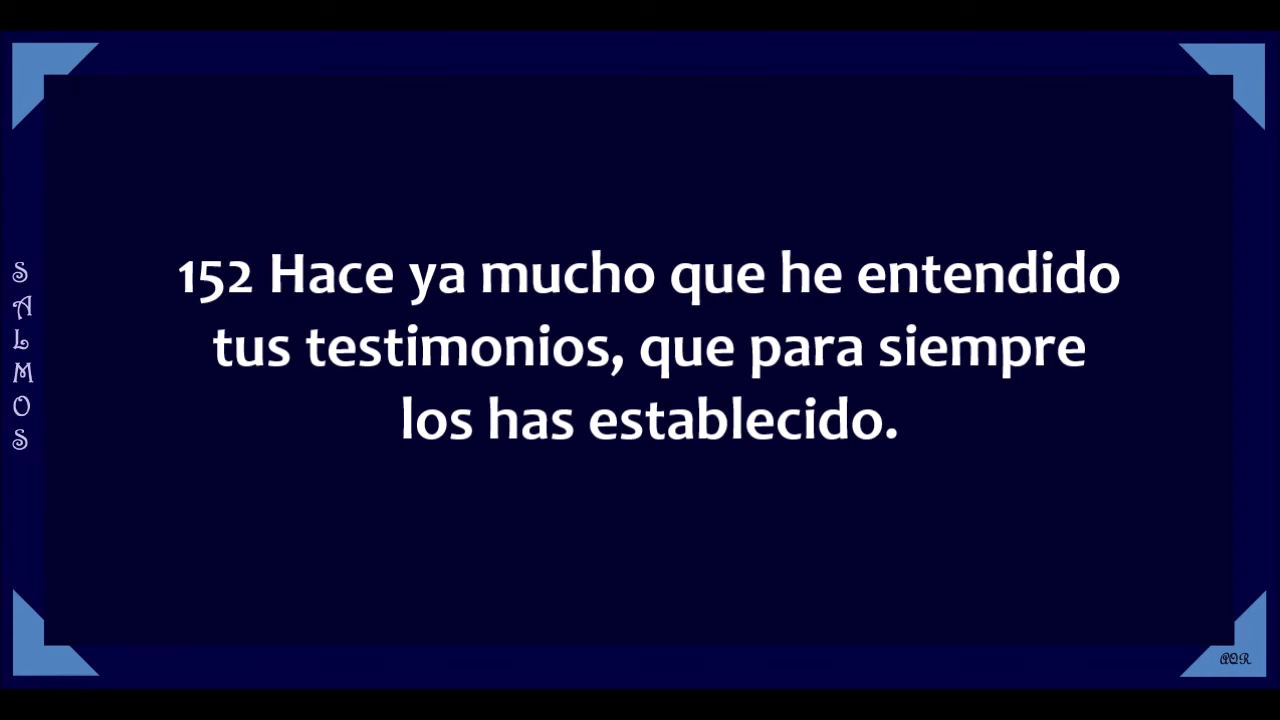 SALMOS
152 Hace ya mucho que he entendido
tus testimonios, que para siempre
los has establecido.